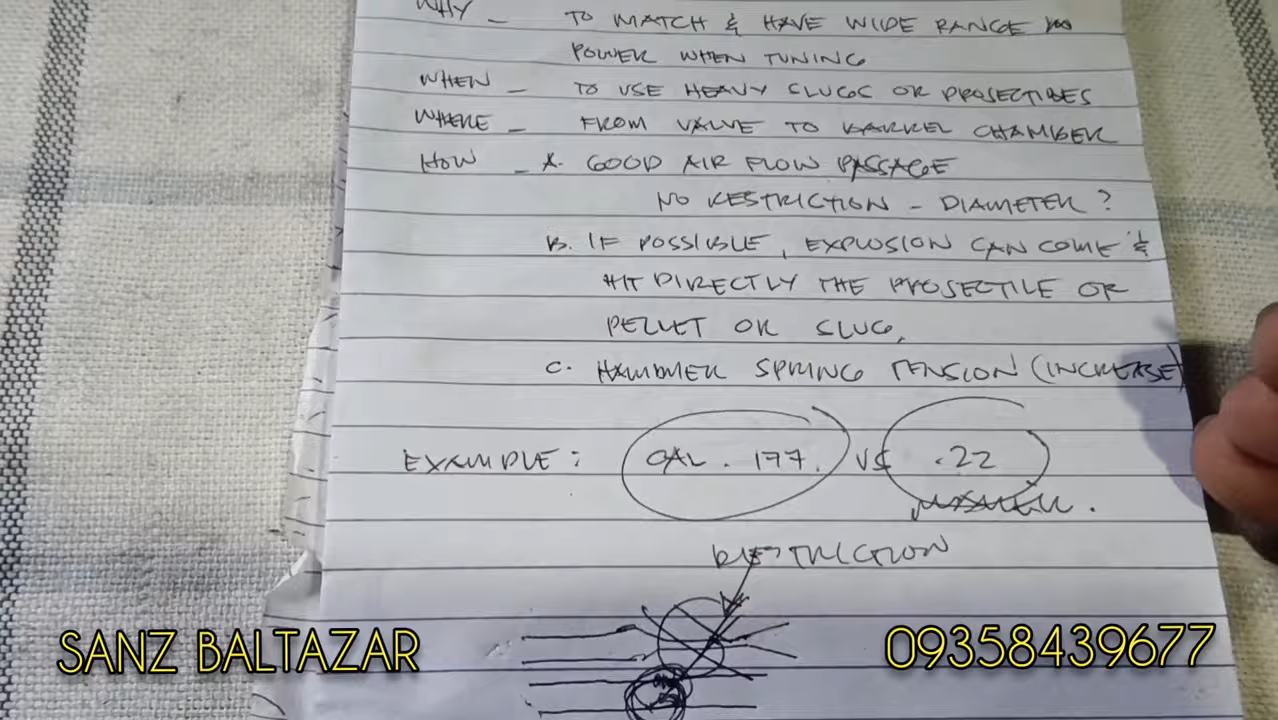 WHY - TO MATCH & HAVE WIDE RANGE
POWER WHEN TUNING
WHEN - TO USE HEAVY SLUGS OR PROJECTILES
WHERE - FROM VALVE TO BARREL CHAMBER
HOW - A. GOOD AIR FLOW PASSAGE
NO RESTRICTION - DIAMETER ?
B. IF POSSIBLE, EXPLOSION CAN COME &
HIT DIRECTLY THE PROJECTILE OR
PELLET OR SLUG,
C. HAMMER SPRING TENSION (INCREASE)
EXAMPLE : CAL . 177. VS .22
RESTRICTION
SANZ BALTAZAR
09358439677